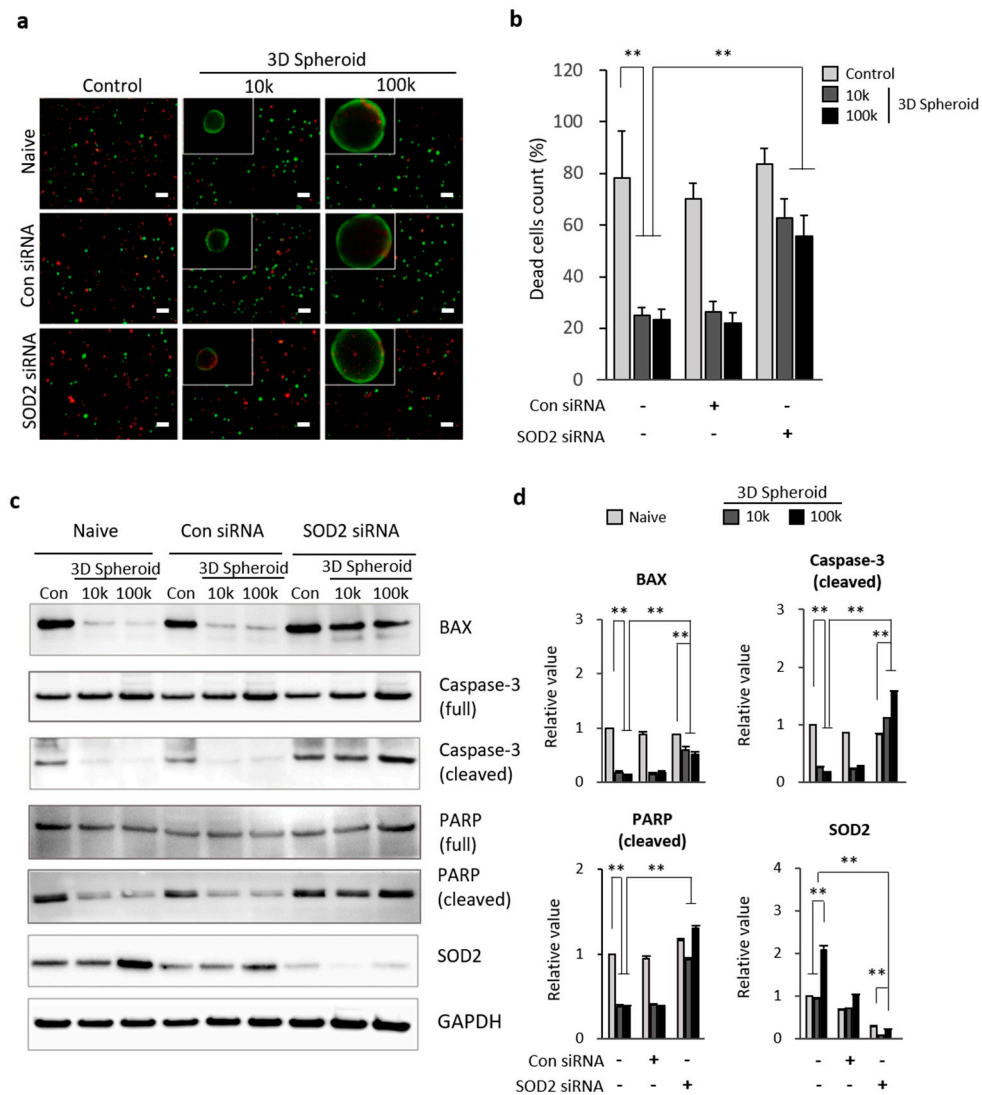 a
3D Spheroid
Control 10k 100k
Naive
Con siRNA
SOD2 siRNA
b
120
100
80
60
40
20
0
Dead cells count (%)
** **
Control
10k
100k
3D Spheroid
Con siRNA - + -
SOD2 siRNA - - +
c
Naive Con siRNA SOD2 siRNA
3D Spheroid 3D Spheroid 3D Spheroid
Con 10k 100k Con 10k 100k Con 10k 100k
BAX
Caspase-3
(full)
Caspase-3
(cleaved)
PARP
(full)
PARP
(cleaved)
SOD2
GAPDH
d
3D Spheroid
Naive 10k 100k
BAX
3
2
1
0
Relative value
** **
**
Caspase-3
(cleaved)
3
2
1
0
Relative value
** **
**
PARP
(cleaved)
2
1
0
Relative value
** **
SOD2
4
3
2
1
0
Relative value
**
**
**
Con siRNA - + - - + -
SOD2 siRNA - - + - - +